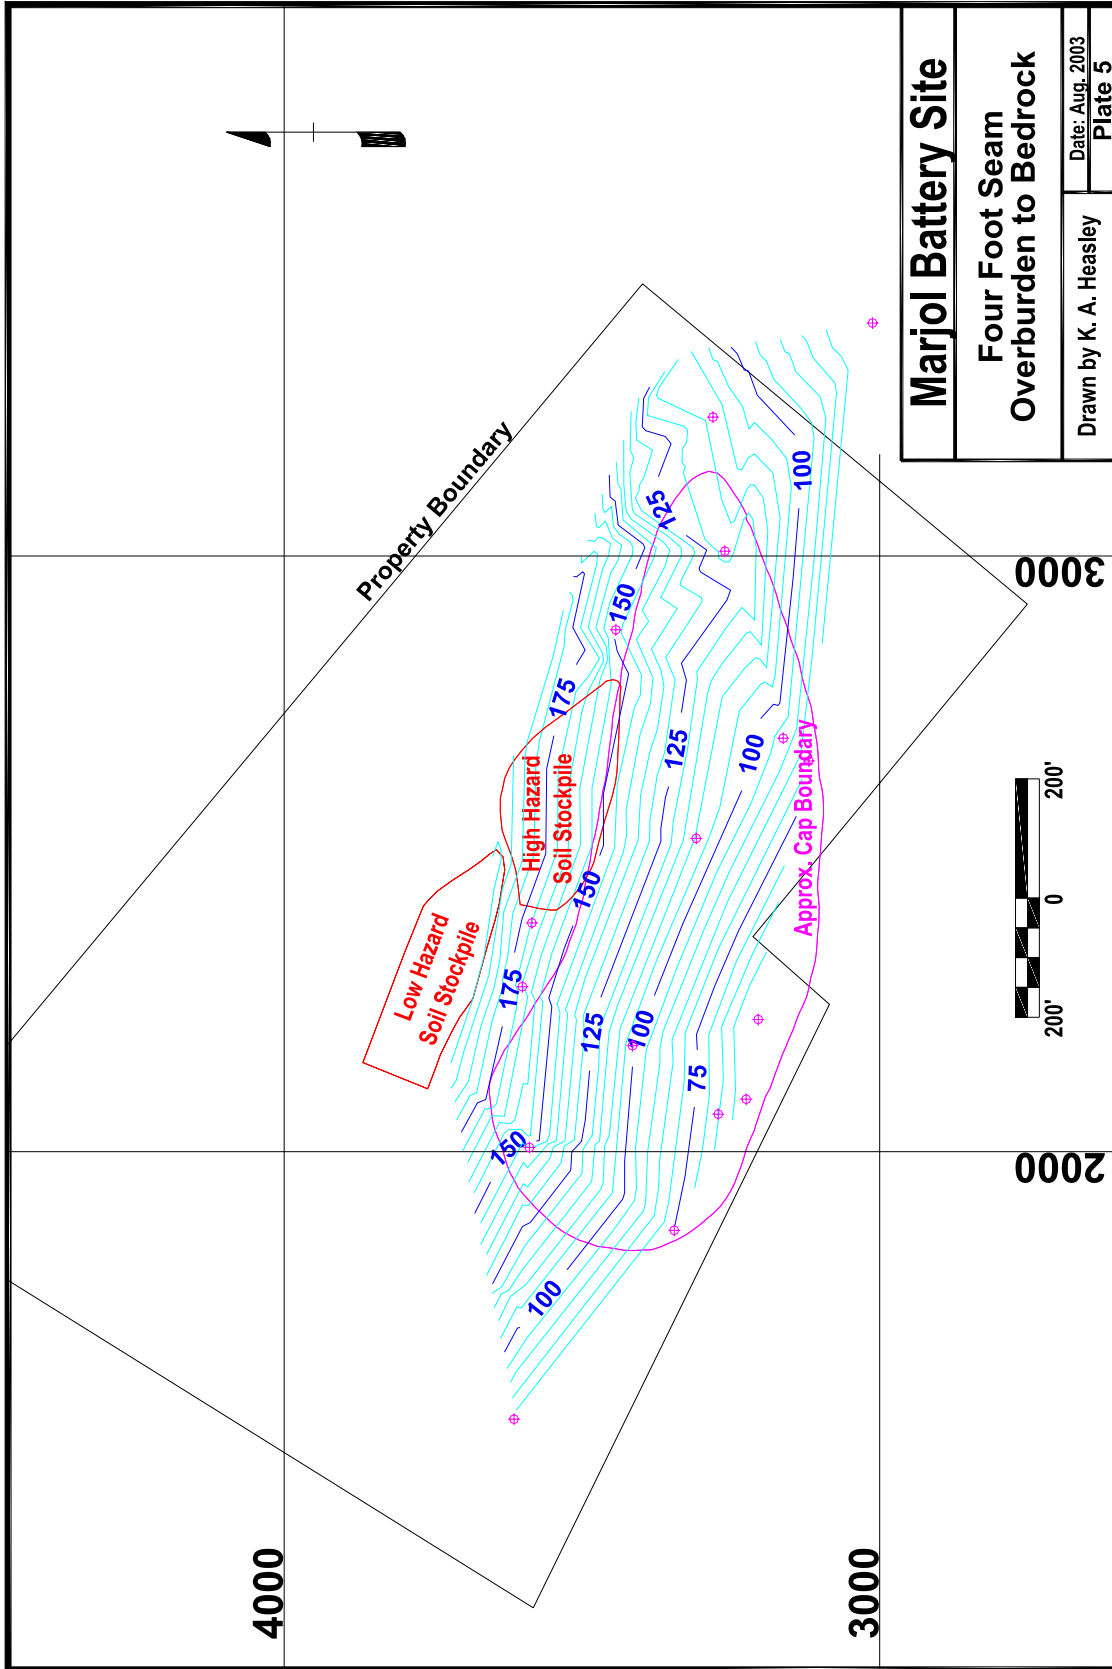 4000
3000
2000
3000
Property Boundary
Low Hazard
Soil Stockpile
High Hazard
Soil Stockpile
Approx. Cap Boundary
100
150
175
125
100
75
150
175
125
100
150
125
100
200'
0
200'
Marjol Battery Site
Four Foot Seam
Overburden to Bedrock
Drawn by K. A. Heasley
Date: Aug. 2003
Plate 5